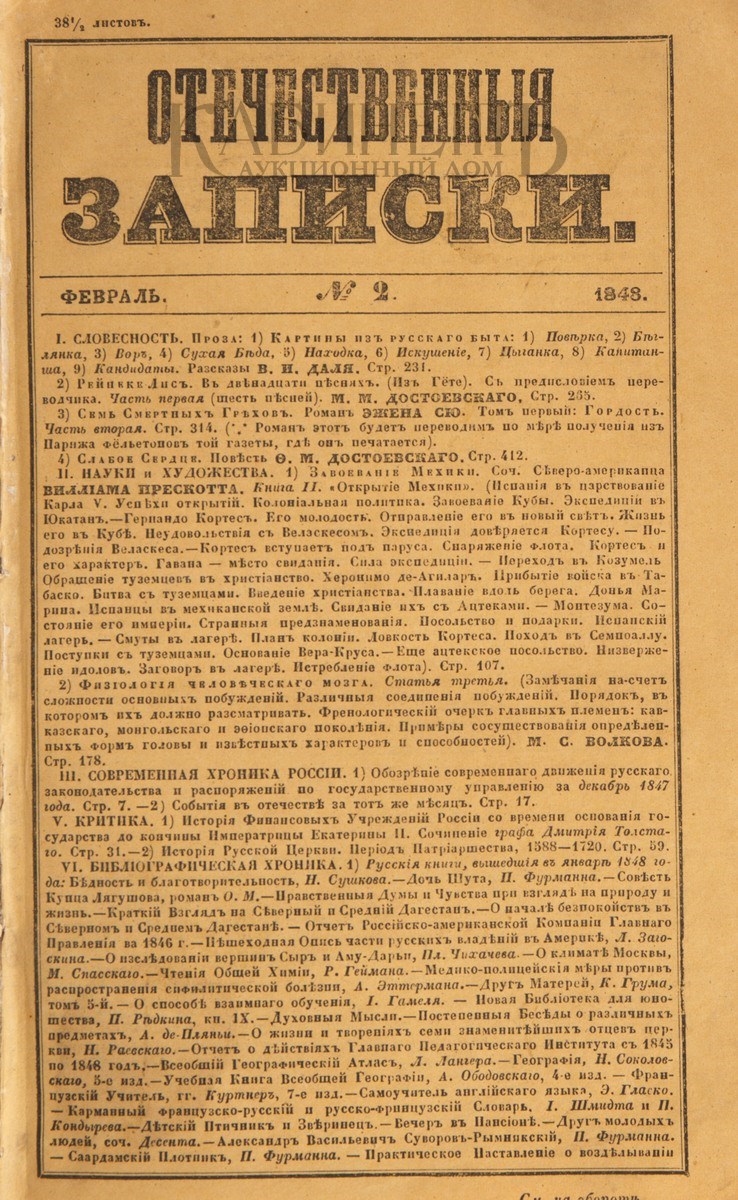 38½ листовъ.
ОТЕЧЕСТВЕННЫЯ
КАБИНЕТЪ
АУКЦИОННЫЙ ДОМ
ЗАПИСКИ.
ФЕВРАЛЬ. № 2. 1848.
I. СЛОВЕСНОСТЬ. Проза: 1) Картины изъ русскаго быта: 1) Повѣрка, 2) Бѣг-
лянка, 3) Воръ, 4) Сухая Бѣда, 5) Находка, 6) Искушеніе, 7) Цыганка, 8) Капитан-
ша, 9) Кандидаты. Разсказы В. И. ДАЛЯ. Стр. 231.
2) Рейнеке-Лисъ. Въ двѣнадцати пѣсняхъ. (Изъ Гёте). Съ предисловіемъ пере-
водчика. Часть первая (шесть пѣсней). М. М. ДОСТОЕВСКАГО. Стр. 265.
3) Семь Смертныхъ Грѣховъ. Романъ ЭЖЕНА СЮ. Томъ первый: Гордость.
Часть вторая. Стр. 314. (*.* Романъ этотъ будетъ переводимъ по мѣрѣ полученія изъ
Парижа фёльетоновъ той газеты, гдѣ онъ печатается).
4) Слабое Сердце. Повѣсть Ѳ. М. ДОСТОЕВСКАГО. Стр. 412.
II. НАУКИ и ХУДОЖЕСТВА. 1) Завоеваніе Мехики. Соч. Сѣверо-американца
ВИЛЛІАМА ПРЕСКОТТА. Книга II. «Открытіе Мехики». (Испанія въ царствованіе
Карла V. Успѣхи открытій. Колоніальная политика. Завоеваніе Кубы. Экспедиціи въ
Юкатанъ.—Гернандо Кортесъ. Его молодость. Отправленіе его въ новый свѣтъ. Жизнь
его въ Кубѣ. Неудовольствія съ Веласкесомъ. Экспедиція довѣряется Кортесу. — По-
дозрѣнія Веласкеса.—Кортесъ вступаетъ подъ паруса. Снаряженіе флота. Кортесъ и
его характеръ. Гавана — мѣсто свиданія. Сила экспедиціи. — Переходъ въ Козумель
Обращеніе туземцевъ въ христіанство. Херонимо де-Агиларъ. Прибытіе войска въ Та-
баско. Битва съ туземцами. Введеніе христіанства. Плаваніе вдоль берега. Донья Ма-
рина. Испанцы въ мехиканской землѣ. Свиданіе ихъ съ Ацтеками. — Монтезума. Со-
стояніе его имперіи. Странныя предзнаменованія. Посольство и подарки. Испанскій
лагерь. — Смуты въ лагерѣ. Планъ колоніи. Ловкость Кортеса. Походъ въ Семпоаллу.
Поступки съ туземцами. Основаніе Вера-Круса.—Еще ацтекское посольство. Низверже-
ніе идоловъ. Заговоръ въ лагерѣ. Истребленіе флота). Стр. 107.
2) Физіологія человѣческаго мозга. Статья третья. (Замѣчанія на-счетъ
сложности основныхъ побужденій. Различныя соединенія побужденій. Порядокъ, въ
которомъ ихъ должно разсматривать. Френологическій очеркъ главныхъ племенъ: кав-
казскаго, монгольскаго и эѳіопскаго поколѣнія. Примѣры сосуществованія опредѣлен-
ныхъ формъ головы и извѣстныхъ характеровъ и способностей). М. С. ВОЛКОВА.
Стр. 178.
III. СОВРЕМЕННАЯ ХРОНИКА РОССІИ. 1) Обозрѣніе современнаго движенія русскаго
законодательства и распоряженій по государственному управленію за декабрь 1847
года. Стр. 7. —2) Событія въ отечествѣ за тотъ же мѣсяцъ. Стр. 17.
V. КРИТИКА. 1) Исторія Финансовыхъ Учрежденій Россіи со времени основанія го-
сударства до кончины Императрицы Екатерины II. Сочиненіе графа Дмитрія Толста-
го. Стр. 31.—2) Исторія Русской Церкви. Періодъ Патріаршества, 1588—1720. Стр. 59.
VI. БИБЛІОГРАФИЧЕСКАЯ ХРОНИКА. 1) Русскія книги, вышедшія въ январѣ 1848 го-
да: Бѣдность и благотворительность, Н. Сушкова.—Дочь Шута, П. Фурманна.—Совѣсть
Купца Лягушова, романъ О. М.—Нравственныя Думы и Чувства при взглядѣ на природу и
жизнь.—Краткій Взглядъ на Сѣверный и Средній Дагестанъ.—О началѣ безпокойствъ въ
Сѣверномъ и Среднемъ Дагестанѣ. — Отчетъ Россійско-американской Компаніи Главнаго
Правленія за 1846 г.—Пѣшеходная Опись части русскихъ владѣній въ Америкѣ, Л. Заго-
скина.—О изслѣдованіи вершинъ Сыръ и Аму-Дарьи, Пл. Чихачева.—О климатѣ Москвы,
М. Спасскаго.—Чтенія Общей Химіи, Р. Геймана.—Медико-полицейскія мѣры противъ
распространенія сифилитической болѣзни, А. Эттермана.—Другъ Матерей, К. Грума,
томъ 5-й. — О способѣ взаимнаго обученія, І. Гамеля. — Новая Библіотека для юно-
шества, П. Рѣдкина, кн. IX.—Духовныя Мысли.—Постепенныя Бесѣды о различныхъ
предметахъ, А. де-Пляньи.—О жизни и твореніяхъ семи знаменитѣйшихъ отцевъ цер-
кви, Н. Раевскаго.—Отчетъ о дѣйствіяхъ Главнаго Педагогическаго Института съ 1845
по 1848 годъ.—Всеобщій Географическій Атласъ, Л. Лангера.—Географія, Н. Соколов-
скаго, 5-е изд.—Учебная Книга Всеобщей Географіи, А. Ободовскаго, 4-е изд. — Фран-
цузскій Учитель, гг. Куртнеръ, 7-е изд.—Самоучитель англійскаго языка, Э. Гласко.
— Карманный французско-русскій и русско-французскій Словарь. І. Шмидта и П.
Кондырева.—Дѣтскій Птичникъ и Звѣринецъ.—Вечеръ въ Пансіонѣ.—Другъ молодыхъ
людей, соч. Десента.—Александръ Васильевичъ Суворовъ-Рымникскій, П. Фурманна.
— Саардамскій Плотникъ, П. Фурманна. — Практическое Наставленіе о воздѣлываніи